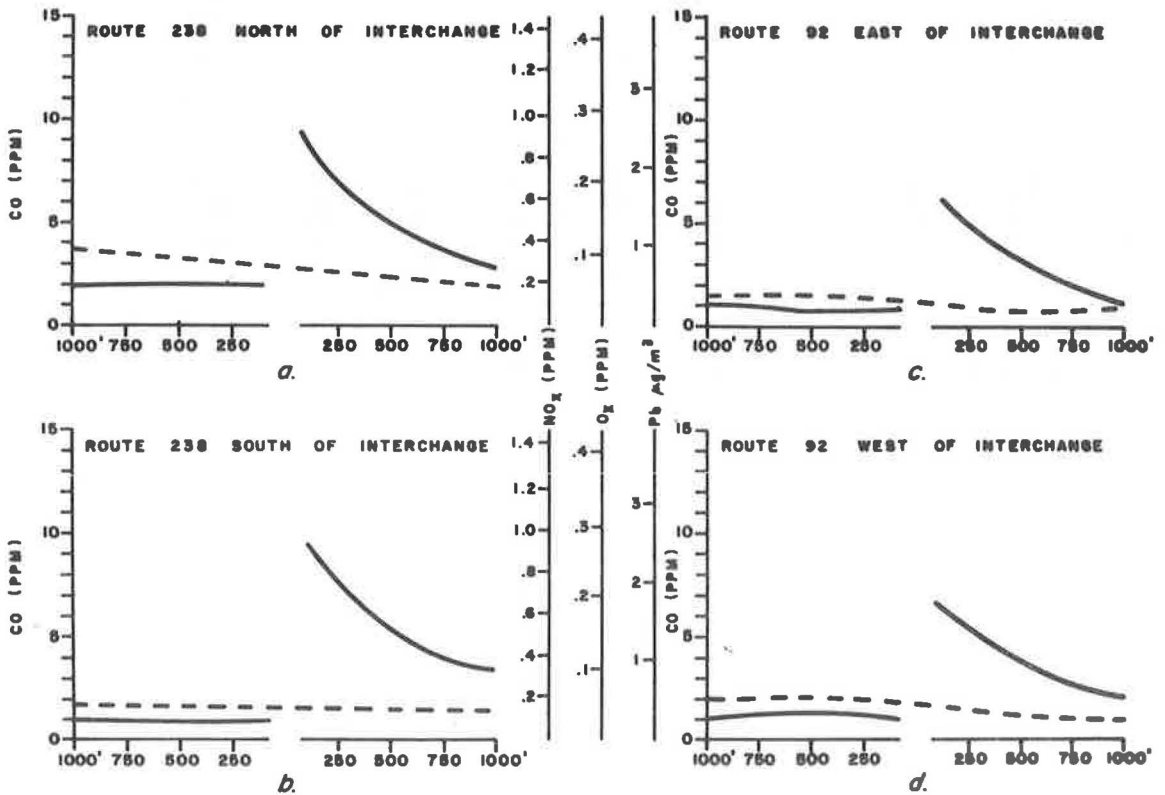 ROUTE 238 NORTH OF INTERCHANGE
15
10
5
0
CO (PPM)
1000' 750 500 250
250 500 750 1000'
a.
1.4
1.2
1.0
.8
.6
.4
.2
NOx (PPM)
.4
.3
.2
.1
Ox (PPM)
3
2
1
Pb µg/m³
ROUTE 92 EAST OF INTERCHANGE
15
10
5
0
CO (PPM)
1000' 750 500 250
250 500 750 1000'
c.
ROUTE 238 SOUTH OF INTERCHANGE
15
10
5
0
CO (PPM)
1000' 750 500 250
250 500 750 1000'
b.
1.4
1.2
1.0
.8
.6
.4
.2
.4
.3
.2
.1
3
2
1
ROUTE 92 WEST OF INTERCHANGE
15
10
5
0
CO (PPM)
1000' 750 500 250
250 500 750 1000'
d.